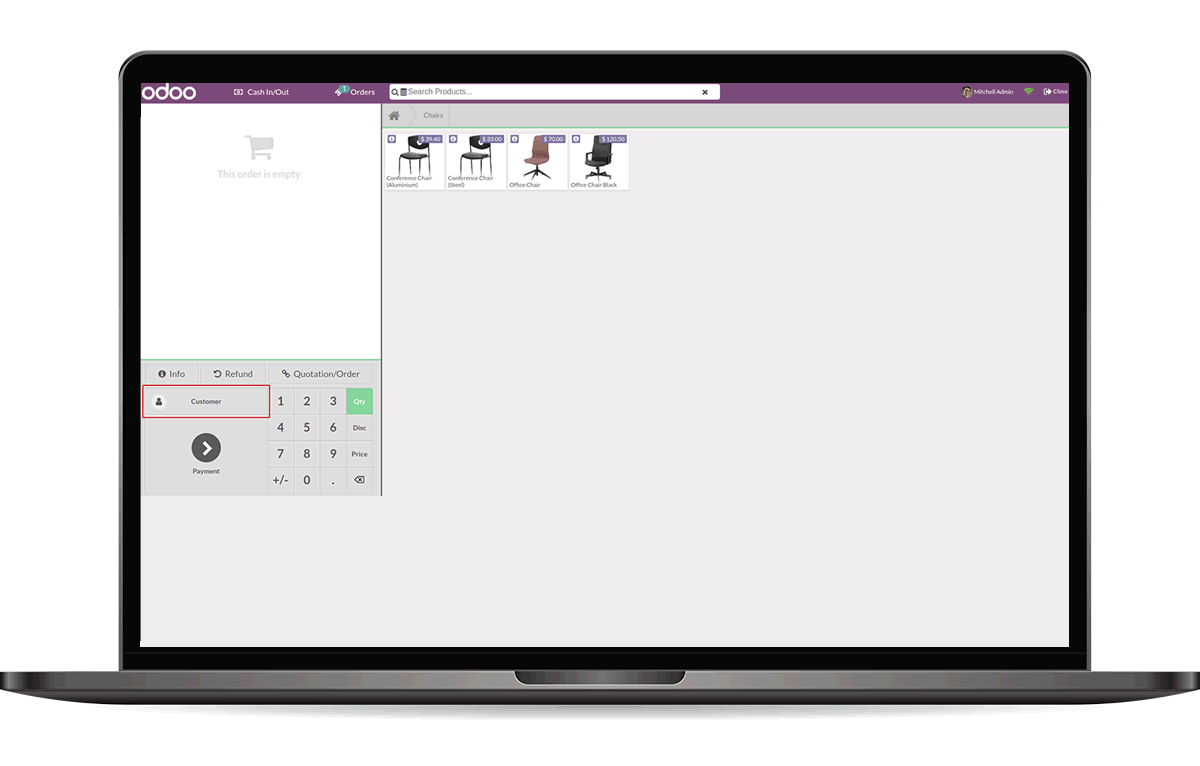 odoo
Cash In/Out
1
Orders
Search Products...
Mitchell Admin
Close
Chairs
This order is empty
$ 39.40
Conference Chair
(Aluminium)
$ 33.00
Conference Chair
(Steel)
$ 70.00
Office Chair
$ 120.50
Office Chair Black
Info
Refund
Quotation/Order
Customer
Payment
1 2 3 Qty
4 5 6 Disc
7 8 9 Price
+/- 0 .